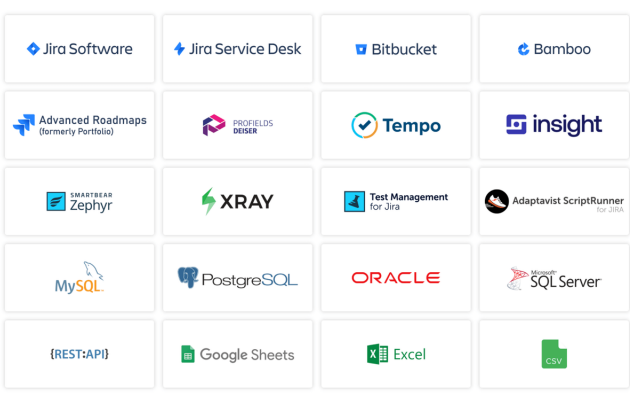 Jira Software
Jira Service Desk
Bitbucket
Bamboo
Advanced Roadmaps
(formerly Portfolio)
PROFIELDS
DEISER
Tempo
insight
SMARTBEAR
Zephyr
XRAY
Test Management
for Jira
Adaptavist ScriptRunner
for JIRA
MySQL
PostgreSQL
ORACLE
Microsoft
SQL Server
{REST:API}
Google Sheets
X Excel
CSV